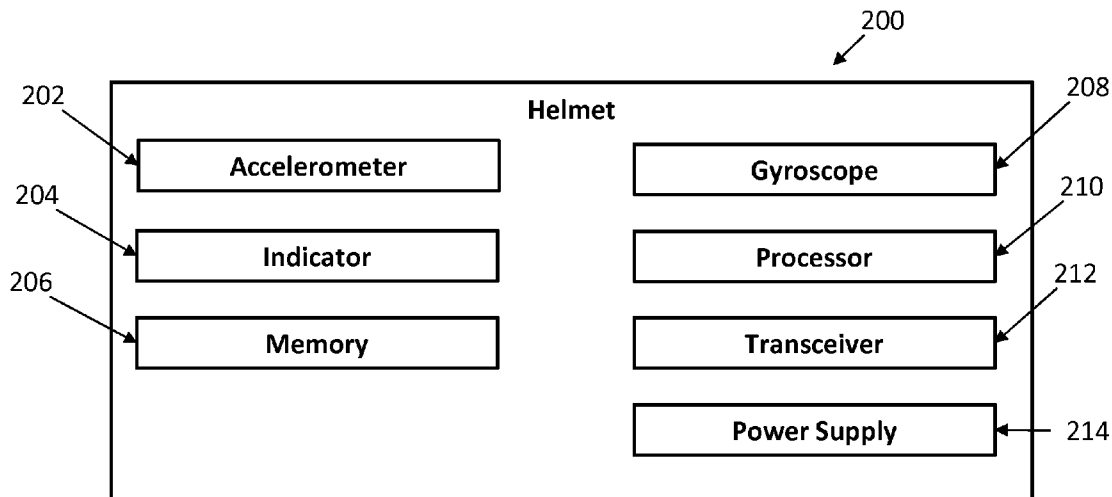 200
Helmet
202
208
Accelerometer
Gyroscope
204
210
Indicator
Processor
206
212
Memory
Transceiver
Power Supply
214